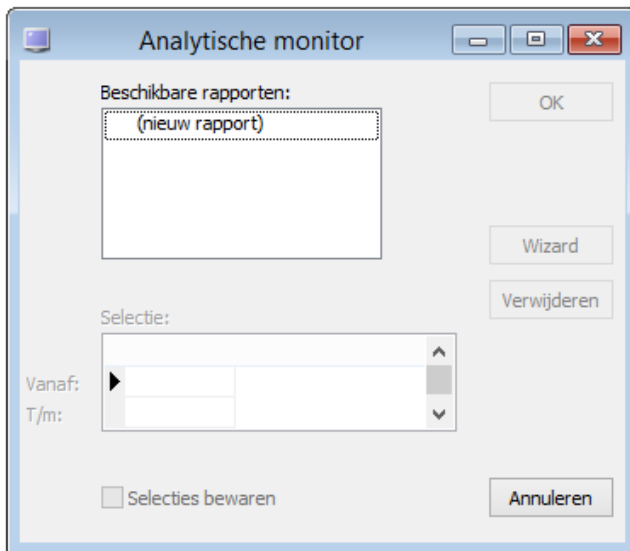 Analytische monitor
Beschikbare rapporten:
OK
(nieuw rapport)
Wizard
Verwijderen
Selectie:
Vanaf:
T/m:
Selecties bewaren
Annuleren